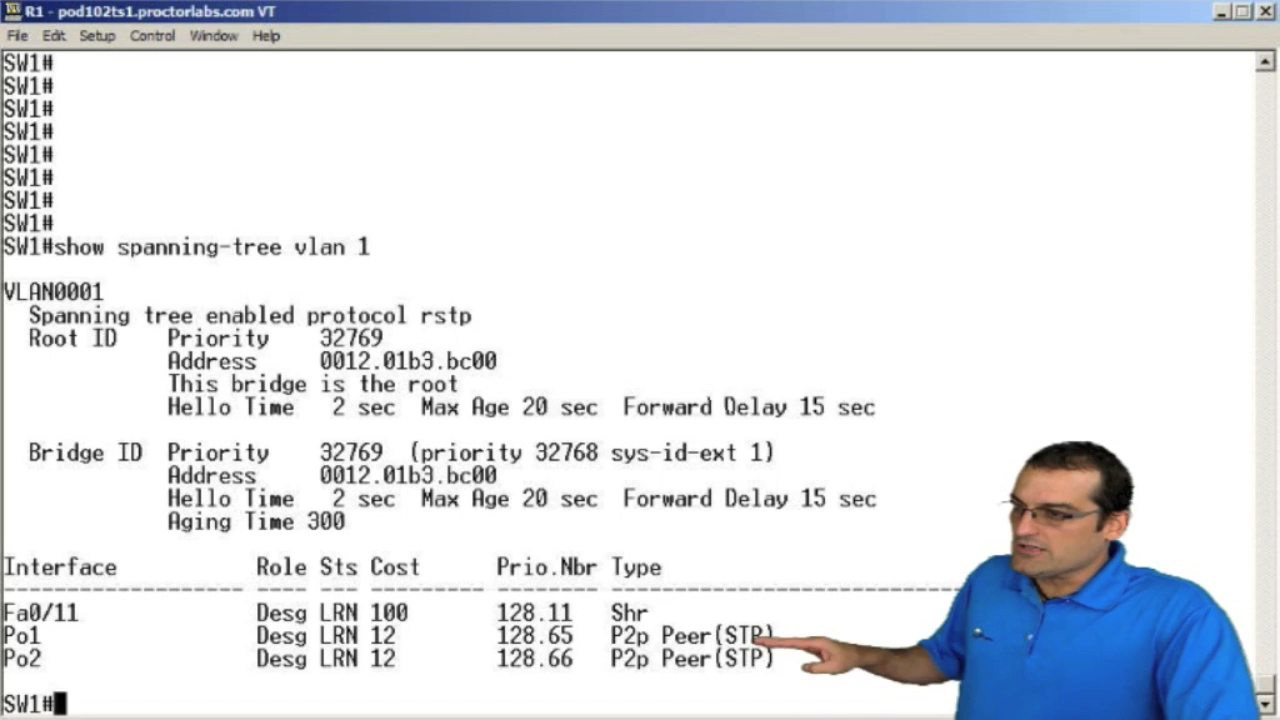 R1 - pod102ts1.proctorlabs.com VT
File Edit Setup Control Window Help
SW1#
SW1#
SW1#
SW1#
SW1#
SW1#
SW1#
SW1#
SW1#show spanning-tree vlan 1
VLAN0001
Spanning tree enabled protocol rstp
Root ID Priority 32769
Address 0012.01b3.bc00
This bridge is the root
Hello Time 2 sec Max Age 20 sec Forward Delay 15 sec
Bridge ID Priority 32769 (priority 32768 sys-id-ext 1)
Address 0012.01b3.bc00
Hello Time 2 sec Max Age 20 sec Forward Delay 15 sec
Aging Time 300
Interface Role Sts Cost Prio.Nbr Type
------------------- ---- --- --------- -------- --------------------------------
Fa0/11 Desg LRN 100 128.11 Shr
Po1 Desg LRN 12 128.65 P2p Peer(STP)
Po2 Desg LRN 12 128.66 P2p Peer(STP)
SW1#